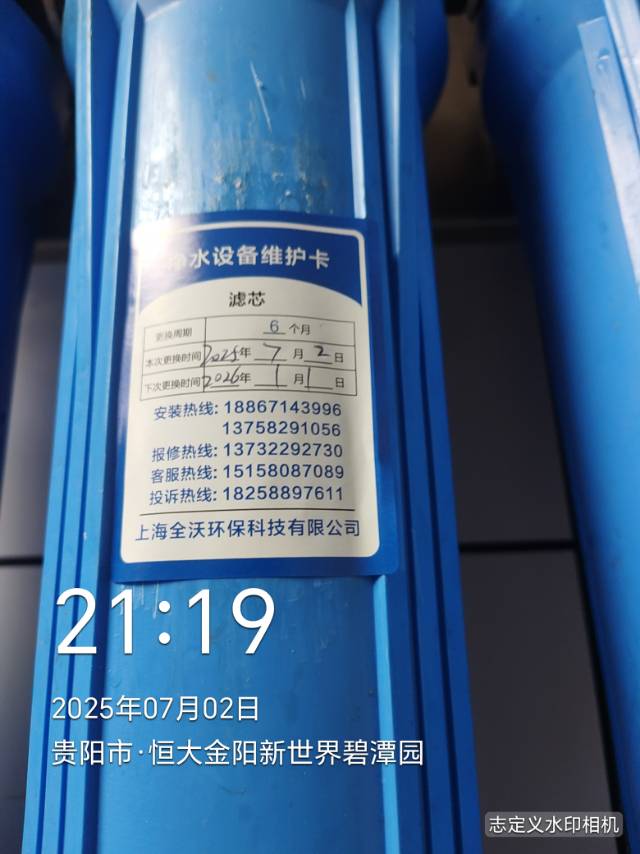 净水设备维护卡
滤芯
更换周期 6 个月
本次更换时间 2025年 7 月 2 日
下次更换时间 2026年 1 月 1 日
安装热线: 18867143996
13758291056
报修热线: 13732292730
客服热线: 15158087089
投诉热线: 18258897611
上海全沃环保科技有限公司
21:19
2025年07月02日
贵阳市·恒大金阳新世界碧潭园
志定义水印相机